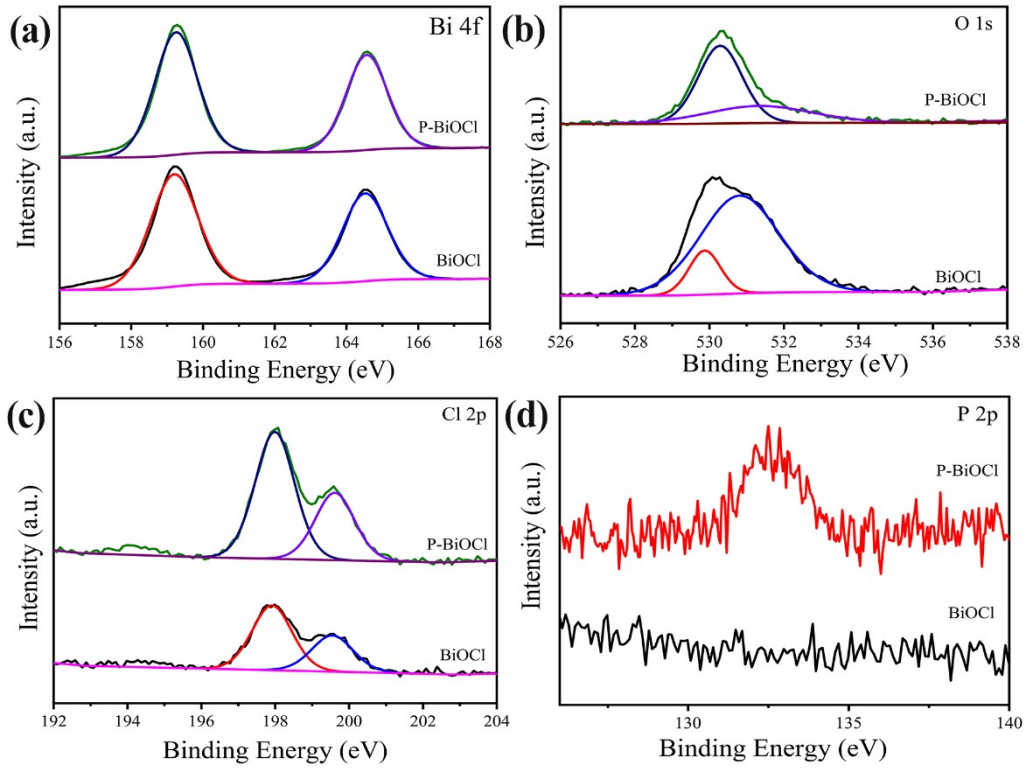 (a)
Bi 4f
P-BiOCl
BiOCl
Intensity (a.u.)
156 158 160 162 164 166 168
Binding Energy (eV)
(b)
O 1s
P-BiOCl
BiOCl
Intensity (a.u.)
526 528 530 532 534 536 538
Binding Energy (eV)
(c)
Cl 2p
P-BiOCl
BiOCl
Intensity (a.u.)
192 194 196 198 200 202 204
Binding Energy (eV)
(d)
P 2p
P-BiOCl
BiOCl
Intensity (a.u.)
130 135 140
Binding Energy (eV)